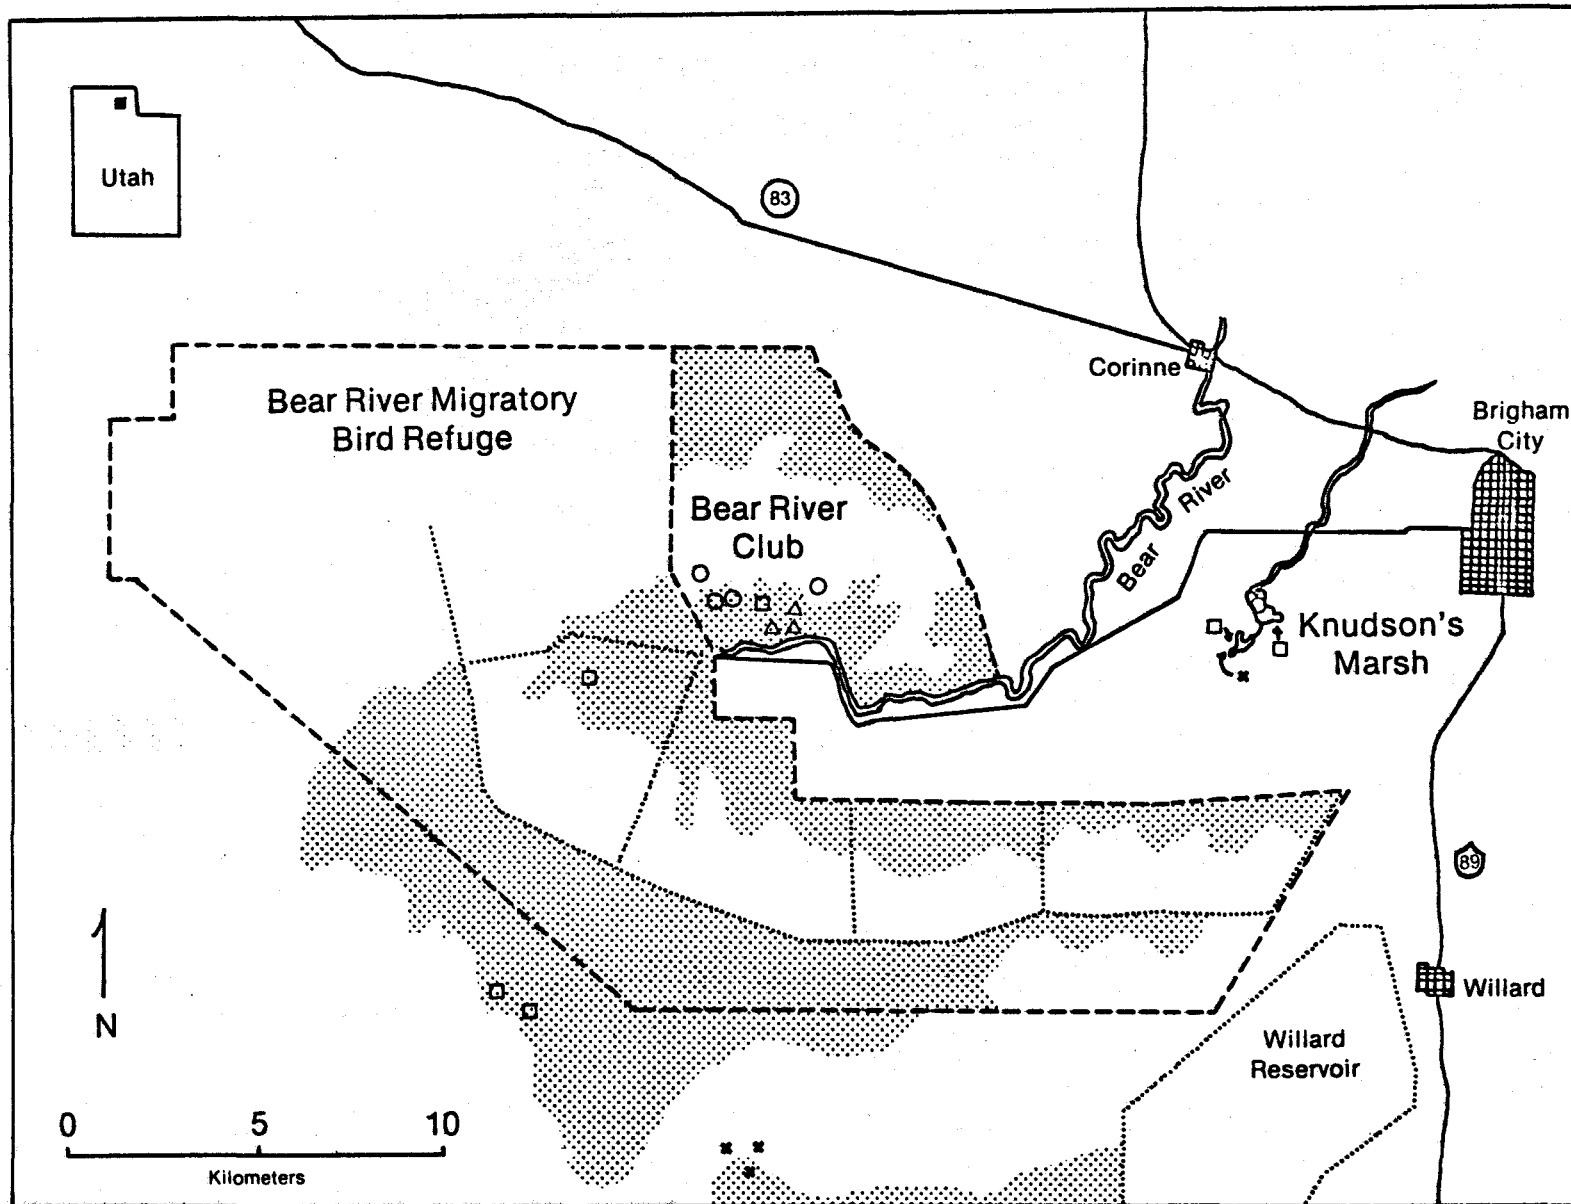 Utah
83
Corinne
Brigham
City
Bear River Migratory
Bird Refuge
Bear River
Club
Bear River
Knudson's
Marsh
89
Willard
Willard
Reservoir
N
0 5 10
Kilometers